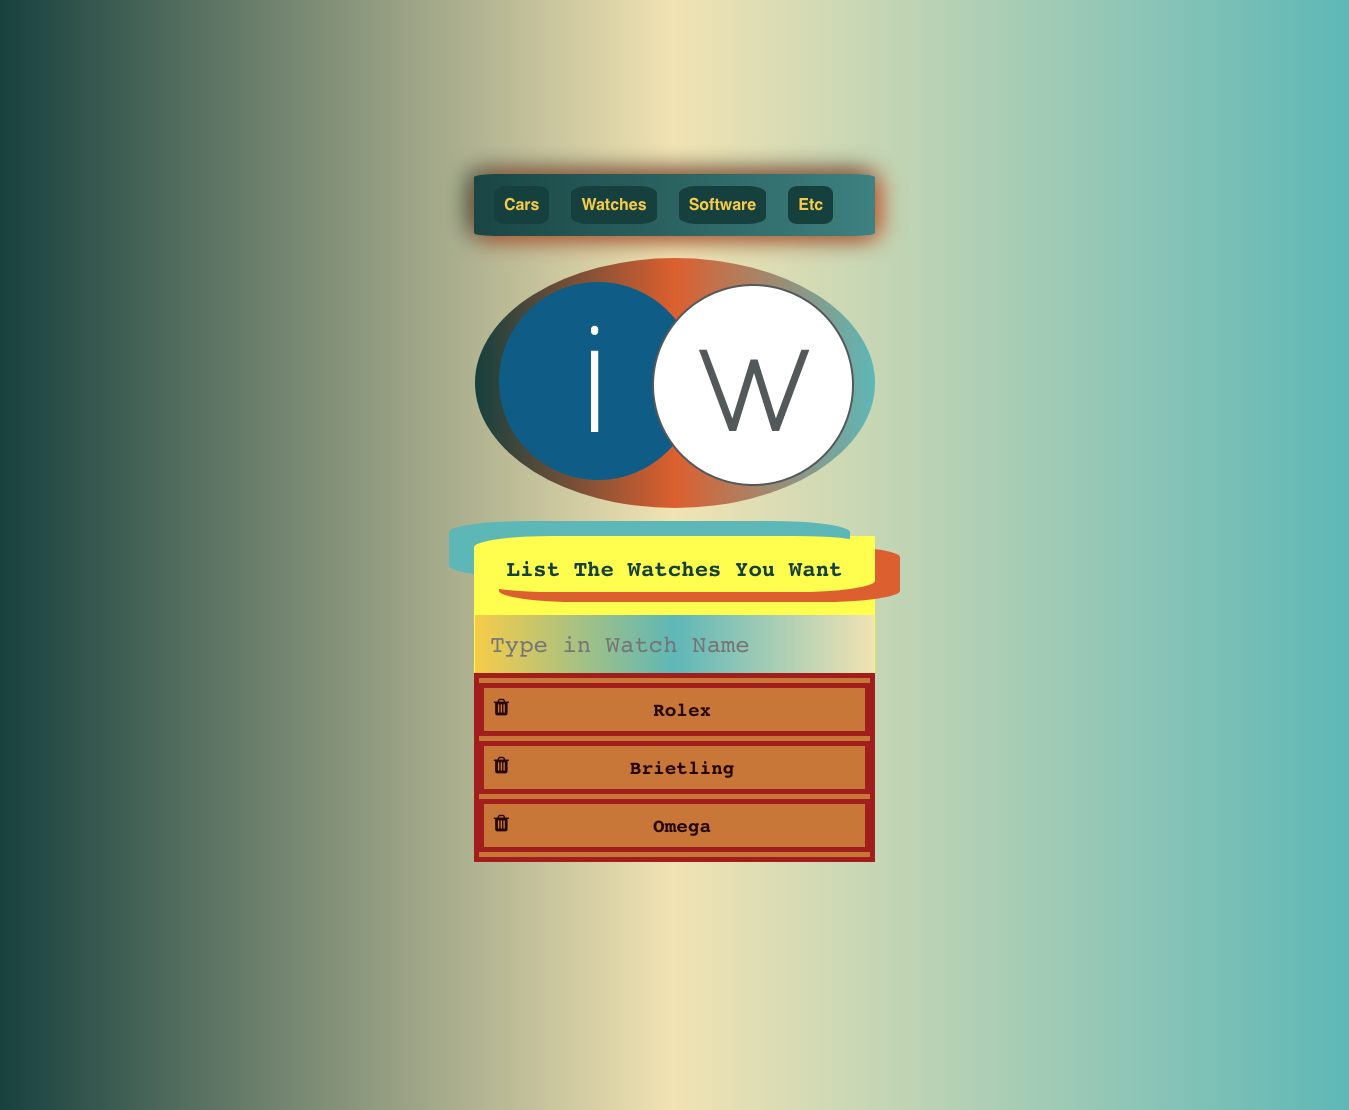 Cars Watches Software Etc
i w
List The Watches You Want
Type in Watch Name
Rolex
Brietling
Omega